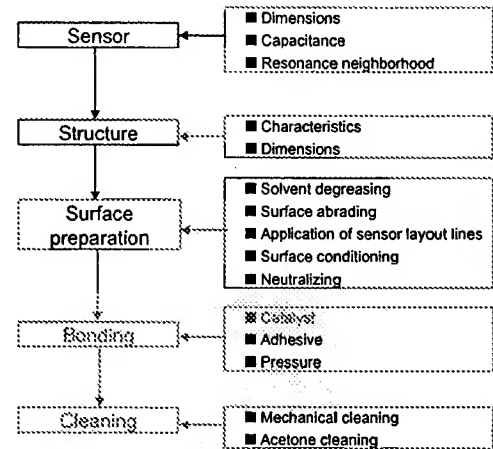 Sensor
■ Dimensions
■ Capacitance
■ Resonance neighborhood
Structure
■ Characteristics
■ Dimensions
Surface
preparation
■ Solvent degreasing
■ Surface abrading
■ Application of sensor layout lines
■ Surface conditioning
■ Neutralizing
Bonding
■ Catalyst
■ Adhesive
■ Pressure
Cleaning
■ Mechanical cleaning
■ Acetone cleaning